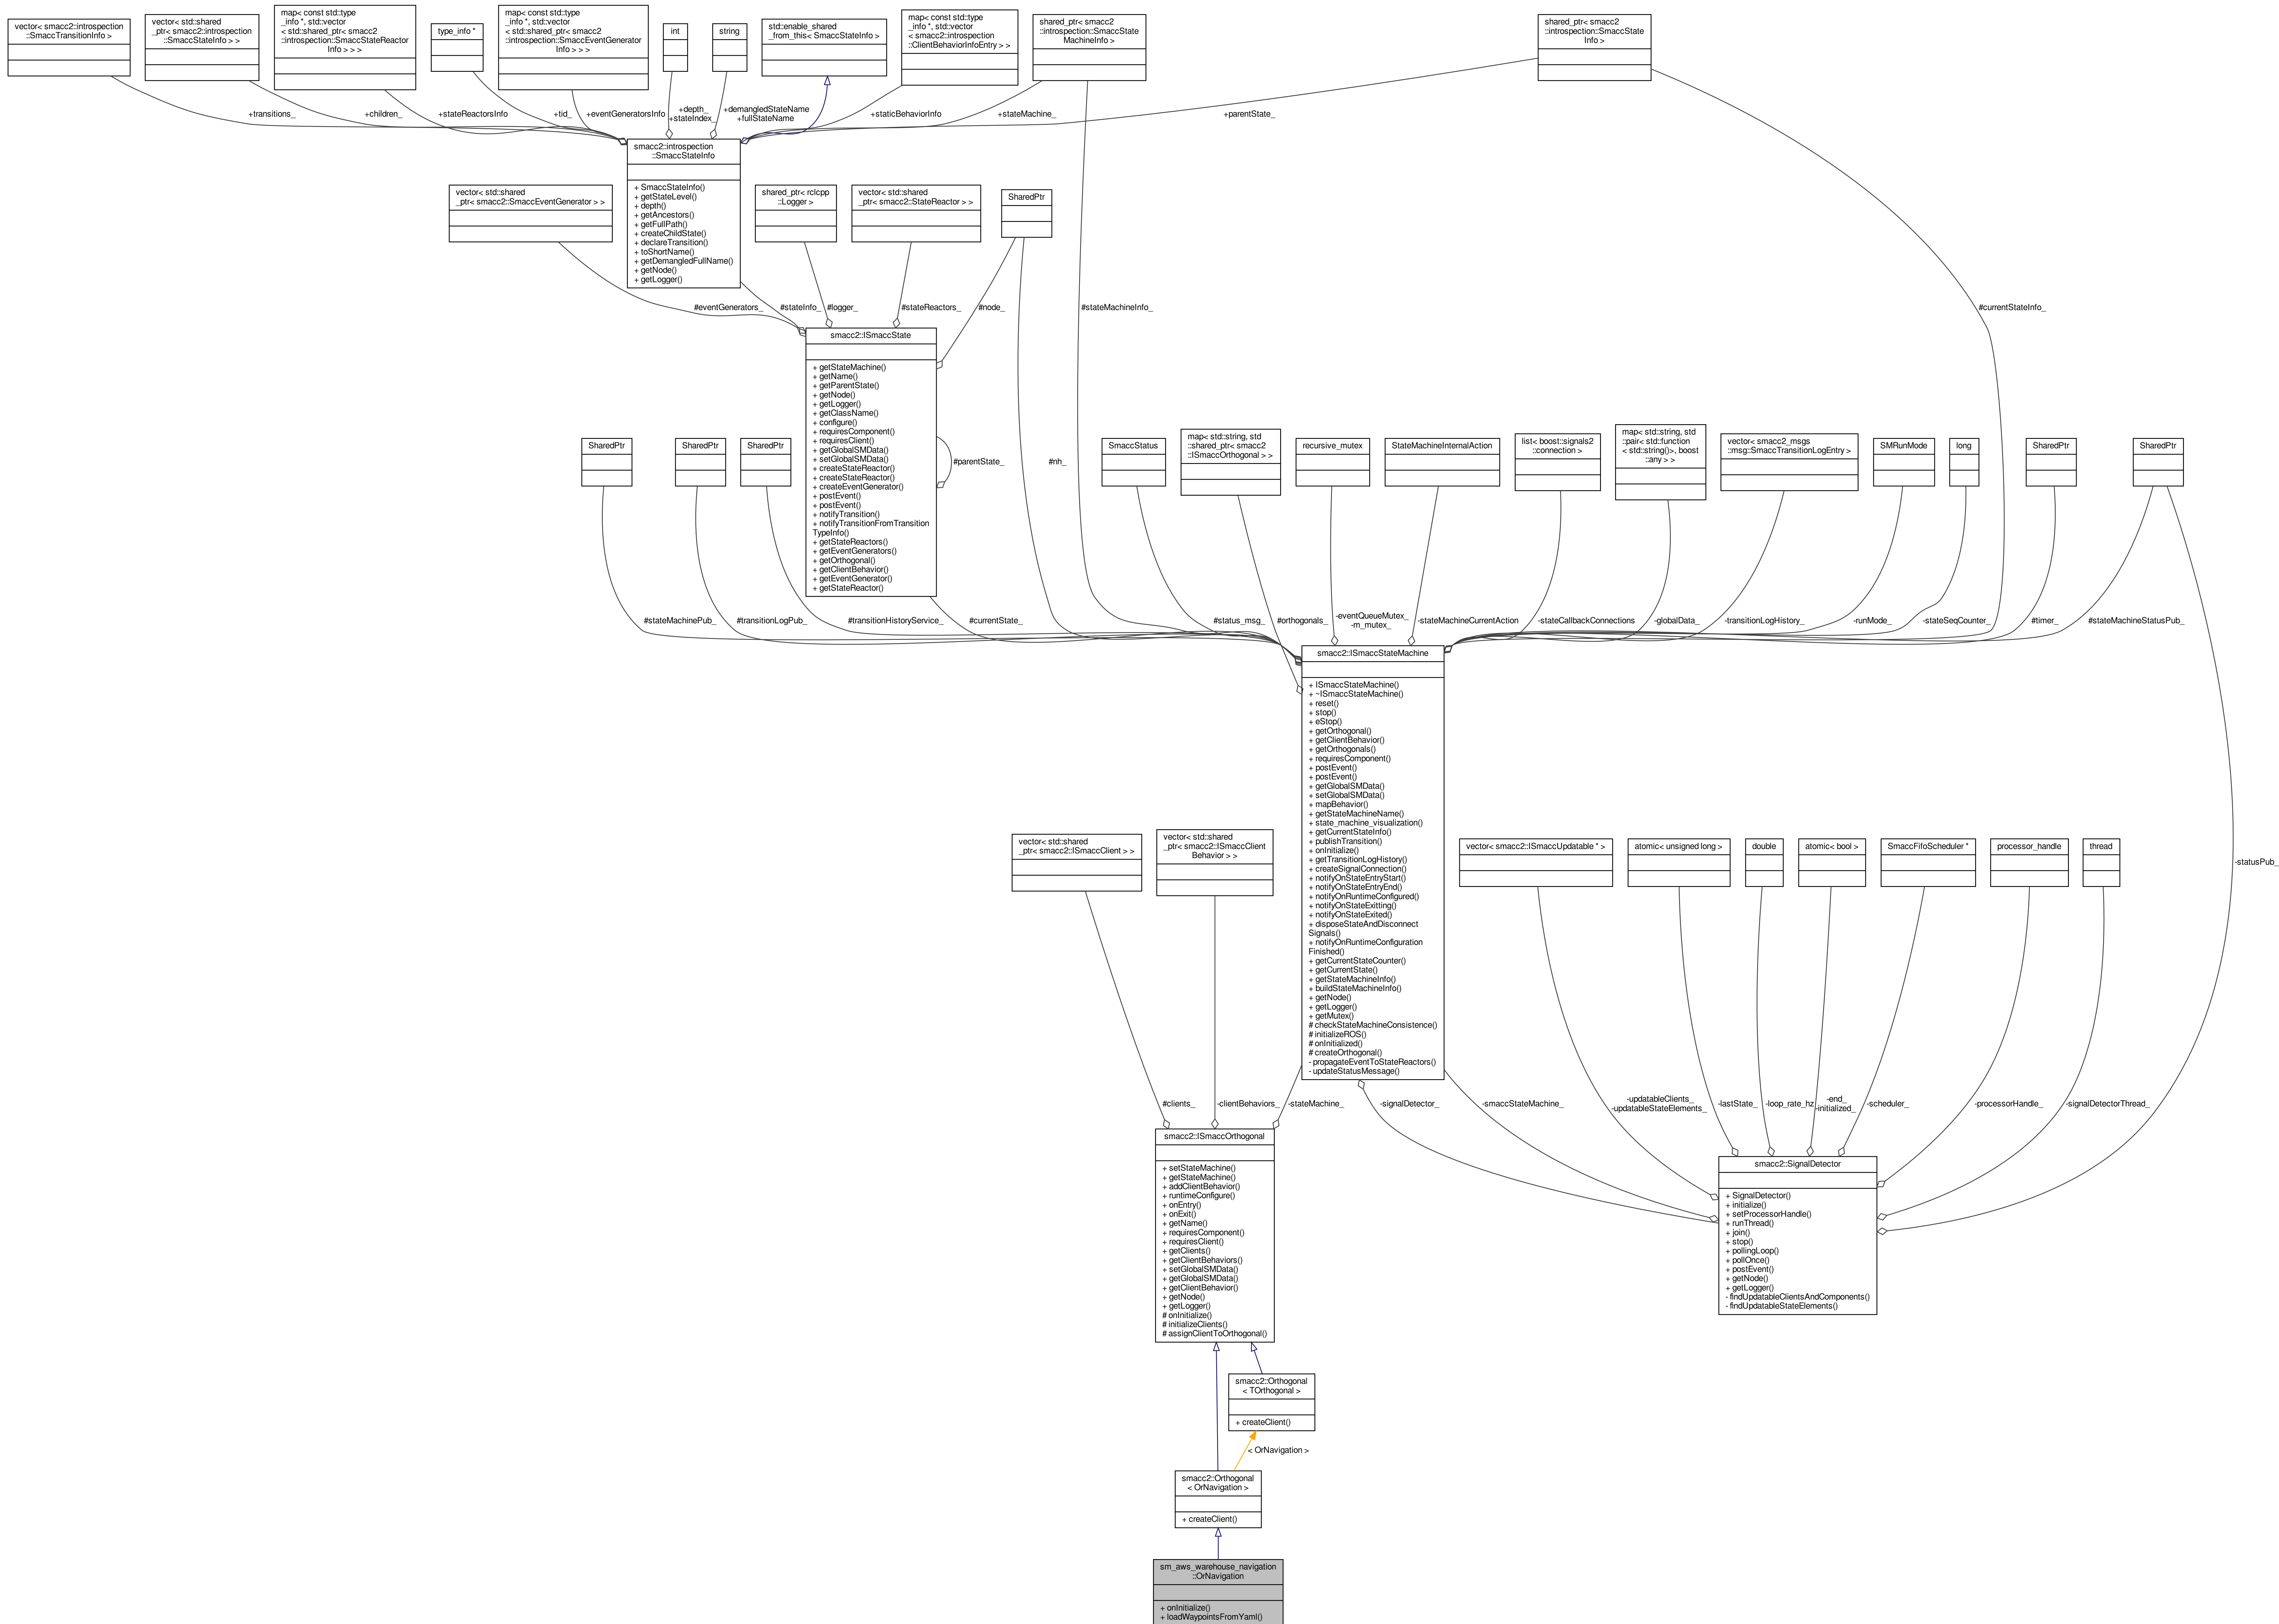 vector< smacc2::introspection
::SmaccTransitionInfo >
vector< std::shared
_ptr< smacc2::introspection
::SmaccStateInfo > >
map< const std::type
_info *, std::vector
< std::shared_ptr< smacc2
::introspection::SmaccStateReactor
Info > > >
type_info *
map< const std::type
_info *, std::vector
< std::shared_ptr< smacc2
::introspection::SmaccEventGenerator
Info > > >
int
string
std::enable_shared
_from_this< SmaccStateInfo >
map< const std::type
_info *, std::vector
< smacc2::introspection
::ClientBehaviorInfoEntry > >
shared_ptr< smacc2
::introspection::SmaccState
MachineInfo >
shared_ptr< smacc2
::introspection::SmaccState
Info >
+transitions_
+children_
+stateReactorsInfo
+tid_
+eventGeneratorsInfo
+depth_
+stateIndex_
+demangledStateName
+fullStateName
+staticBehaviorInfo
+stateMachine_
+parentState_
smacc2::introspection
::SmaccStateInfo
+ SmaccStateInfo()
+ getStateLevel()
+ depth()
+ getAncestors()
+ getFullPath()
+ createChildState()
+ declareTransition()
+ toShortName()
+ getDemangledFullName()
+ getNode()
+ getLogger()
vector< std::shared
_ptr< smacc2::SmaccEventGenerator > >
shared_ptr< rclcpp
::Logger >
vector< std::shared
_ptr< smacc2::StateReactor > >
SharedPtr
#eventGenerators_
#stateInfo_
#logger_
#stateReactors_
#node_
#stateMachineInfo_
#currentStateInfo_
smacc2::ISmaccState
+ getStateMachine()
+ getName()
+ getParentState()
+ getNode()
+ getLogger()
+ getClassName()
+ configure()
+ requiresComponent()
+ requiresClient()
+ getGlobalSMData()
+ setGlobalSMData()
+ createStateReactor()
+ createStateReactor()
+ createEventGenerator()
+ postEvent()
+ postEvent()
+ notifyTransition()
+ notifyTransitionFromTransition
TypeInfo()
+ getStateReactors()
+ getEventGenerators()
+ getOrthogonal()
+ getClientBehavior()
+ getEventGenerator()
+ getStateReactor()
#parentState_
#nh_
SharedPtr
SharedPtr
SharedPtr
SmaccStatus
map< std::string, std
::shared_ptr< smacc2
::ISmaccOrthogonal > >
recursive_mutex
StateMachineInternalAction
list< boost::signals2
::connection >
map< std::string, std
::pair< std::function
< std::string()>, boost
::any > >
vector< smacc2_msgs
::msg::SmaccTransitionLogEntry >
SMRunMode
long
SharedPtr
SharedPtr
#stateMachinePub_
#transitionLogPub_
#transitionHistoryService_
#currentState_
#status_msg_
#orthogonals_
-eventQueueMutex_
-m_mutex_
-stateMachineCurrentAction
-stateCallbackConnections
-globalData_
-transitionLogHistory_
-runMode_
-stateSeqCounter_
#timer_
#stateMachineStatusPub_
smacc2::ISmaccStateMachine
+ ISmaccStateMachine()
+ ~ISmaccStateMachine()
+ reset()
+ stop()
+ eStop()
+ getOrthogonal()
+ getClientBehavior()
+ getOrthogonals()
+ requiresComponent()
+ postEvent()
+ postEvent()
+ getGlobalSMData()
+ setGlobalSMData()
+ mapBehavior()
+ getStateMachineName()
+ state_machine_visualization()
+ getCurrentStateInfo()
+ publishTransition()
+ onInitialize()
+ getTransitionLogHistory()
+ createSignalConnection()
+ notifyOnStateEntryStart()
+ notifyOnStateEntryEnd()
+ notifyOnRuntimeConfigured()
+ notifyOnStateExitting()
+ notifyOnStateExited()
+ disposeStateAndDisconnect
Signals()
+ notifyOnRuntimeConfiguration
Finished()
+ getCurrentStateCounter()
+ getCurrentState()
+ getStateMachineInfo()
+ buildStateMachineInfo()
+ getNode()
+ getLogger()
+ getMutex()
# checkStateMachineConsistence()
# initializeROS()
# onInitialized()
# createOrthogonal()
- propagateEventToStateReactors()
- updateStatusMessage()
vector< std::shared
_ptr< smacc2::ISmaccClient > >
vector< std::shared
_ptr< smacc2::ISmaccClient
Behavior > >
vector< smacc2::ISmaccUpdatable * >
atomic< unsigned long >
double
atomic< bool >
SmaccFifoScheduler *
processor_handle
thread
-statusPub_
#clients_
-clientBehaviors_
-stateMachine_
-signalDetector_
-smaccStateMachine_
-updatableClients_
-updatableStateElements_
-lastState_
-loop_rate_hz
-end_
-initialized_
-scheduler_
-processorHandle_
-signalDetectorThread_
smacc2::ISmaccOrthogonal
+ setStateMachine()
+ getStateMachine()
+ addClientBehavior()
+ runtimeConfigure()
+ onEntry()
+ onExit()
+ getName()
+ requiresComponent()
+ requiresClient()
+ getClients()
+ getClientBehaviors()
+ setGlobalSMData()
+ getGlobalSMData()
+ getClientBehavior()
+ getNode()
+ getLogger()
# onInitialize()
# initializeClients()
# assignClientToOrthogonal()
smacc2::SignalDetector
+ SignalDetector()
+ initialize()
+ setProcessorHandle()
+ runThread()
+ join()
+ stop()
+ pollingLoop()
+ pollOnce()
+ postEvent()
+ getNode()
+ getLogger()
- findUpdatableClientsAndComponents()
- findUpdatableStateElements()
smacc2::Orthogonal
< TOrthogonal >
+ createClient()
< OrNavigation >
smacc2::Orthogonal
< OrNavigation >
+ createClient()
sm_aws_warehouse_navigation
::OrNavigation
+ onInitialize()
+ loadWaypointsFromYaml()